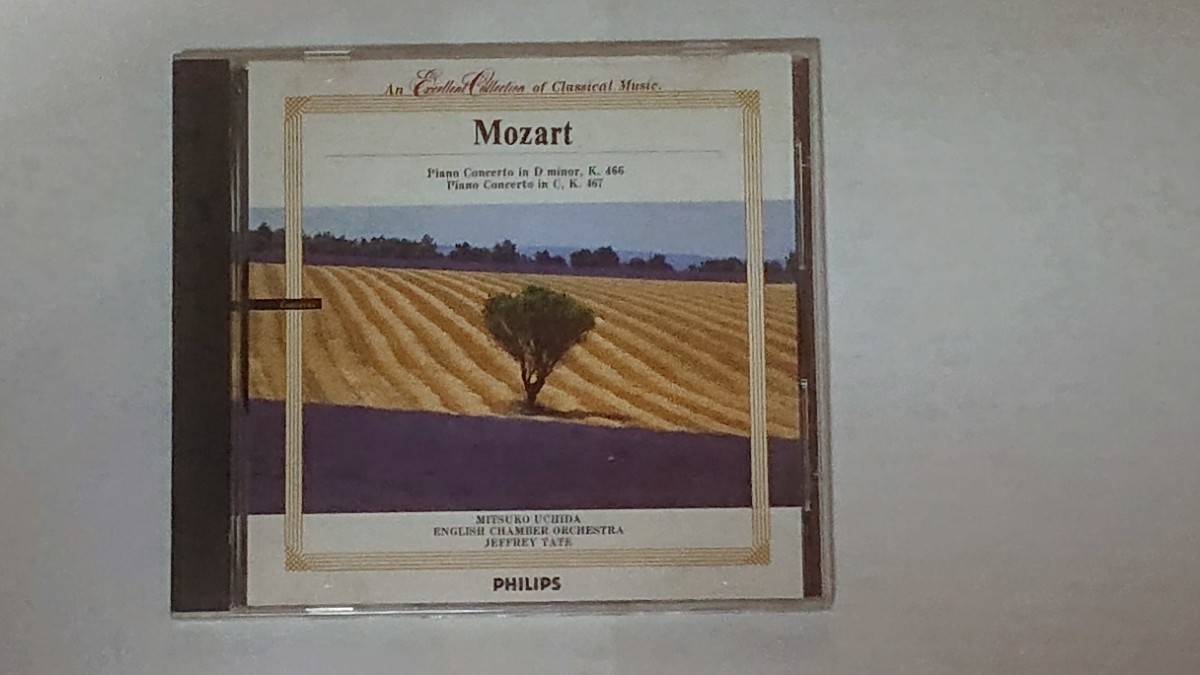 An Excellent Collection of Classical Music.
Mozart
Piano Concerto in D minor, K. 466
Piano Concerto in C, K. 467
MITSUKO UCHIDA
ENGLISH CHAMBER ORCHESTRA
JEFFREY TATE
PHILIPS